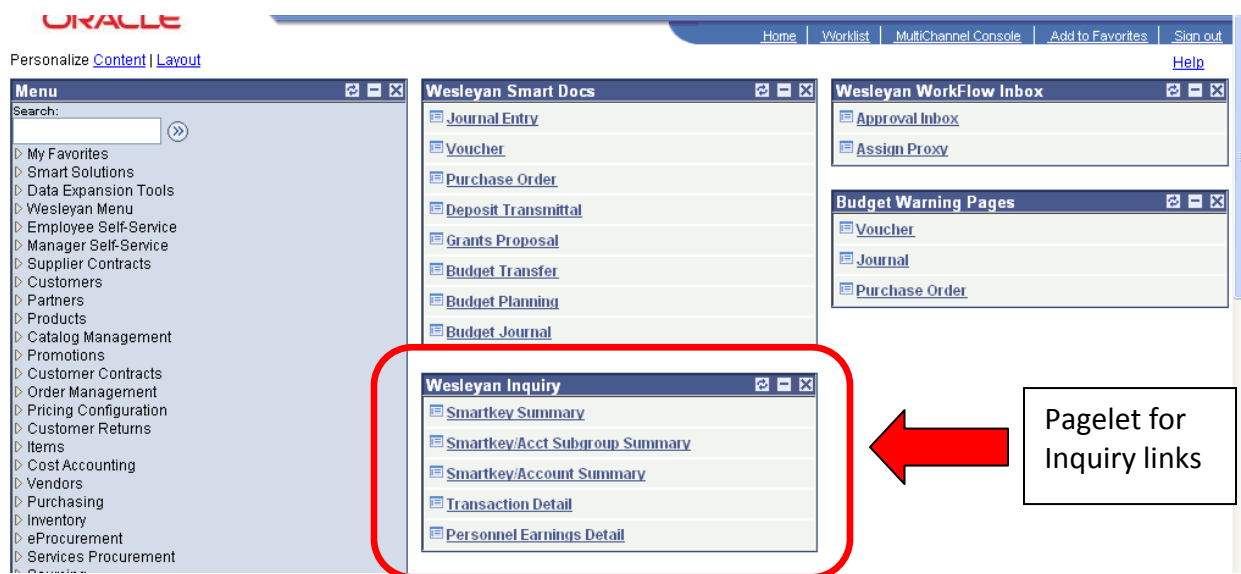 ORACLE
Home | Worklist | MultiChannel Console | Add to Favorites | Sign out
Personalize Content | Layout
Help
Menu
Search:
My Favorites
Smart Solutions
Data Expansion Tools
Wesleyan Menu
Employee Self-Service
Manager Self-Service
Supplier Contracts
Customers
Partners
Products
Catalog Management
Promotions
Customer Contracts
Order Management
Pricing Configuration
Customer Returns
Items
Cost Accounting
Vendors
Purchasing
Inventory
eProcurement
Services Procurement
Sourcing
Wesleyan Smart Docs
Journal Entry
Voucher
Purchase Order
Deposit Transmittal
Grants Proposal
Budget Transfer
Budget Planning
Budget Journal
Wesleyan Inquiry
Smartkey Summary
Smartkey/Acct Subgroup Summary
Smartkey/Account Summary
Transaction Detail
Personnel Earnings Detail
Wesleyan WorkFlow Inbox
Approval Inbox
Assign Proxy
Budget Warning Pages
Voucher
Journal
Purchase Order
Pagelet for
Inquiry links